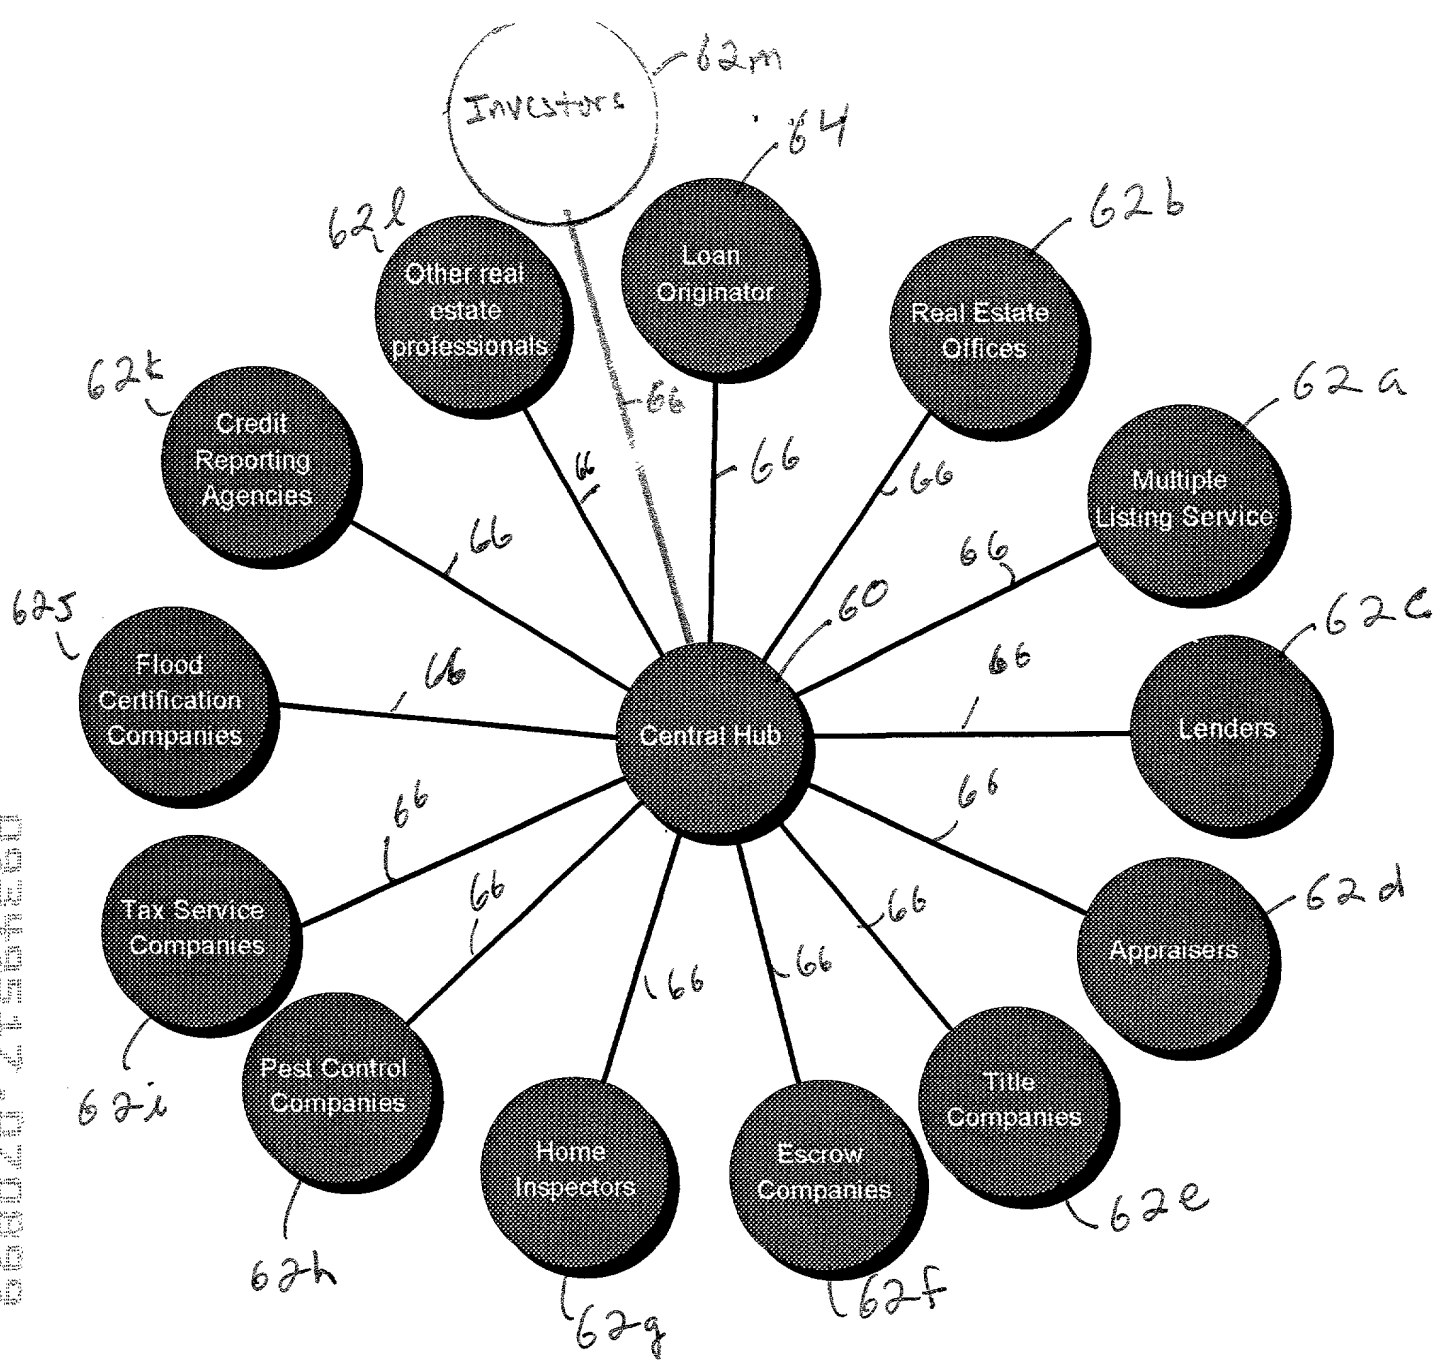 Investors
62m
64
Loan
Originator
62b
Real Estate
Offices
62l
Other real
estate
professionals
62a
Multiple
Listing Service
62k
Credit
Reporting
Agencies
66
66
66
66
66
66
62c
Lenders
66
60
Central Hub
62j
Flood
Certification
Companies
66
66
62d
Appraisers
66
Tax Service
Companies
62i
66
66
62e
Title
Companies
66
Pest Control
Companies
62h
66
Home
Inspectors
62g
Escrow
Companies
62f